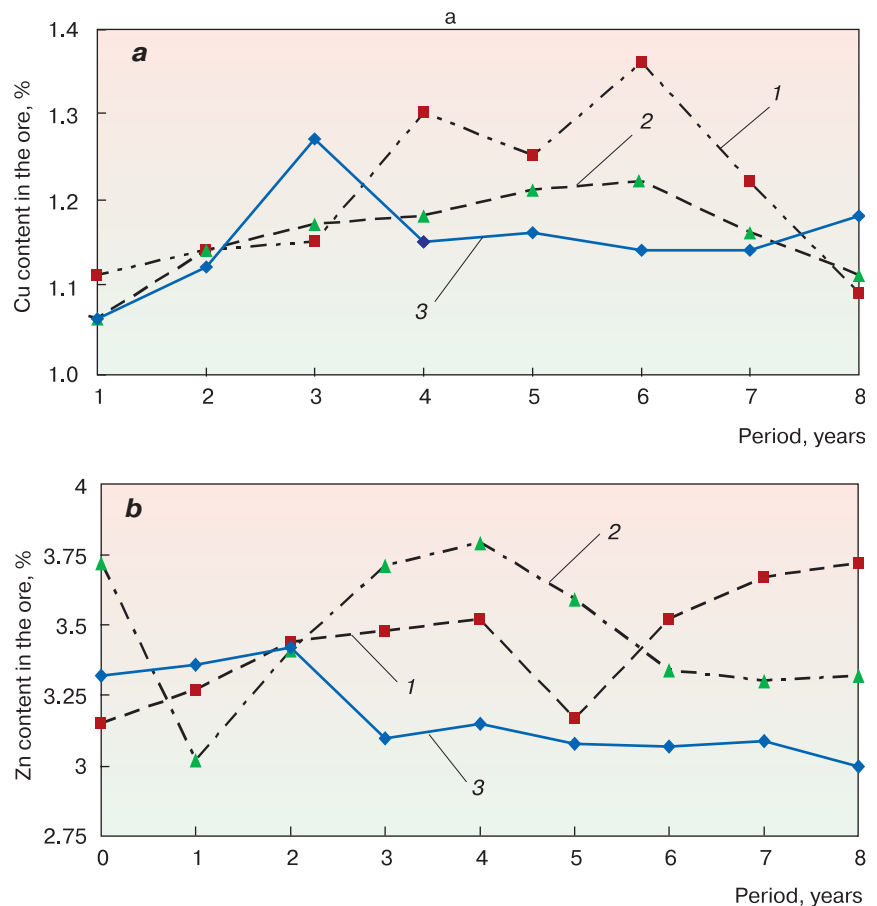 a
a
Cu content in the ore, %
1.4
1.3
1.2
1.1
1.0
1
2
3
1 2 3 4 5 6 7 8
Period, years
b
Zn content in the ore, %
4
3.75
3.5
3.25
3
2.75
2
1
3
0 1 2 3 4 5 6 7 8
Period, years